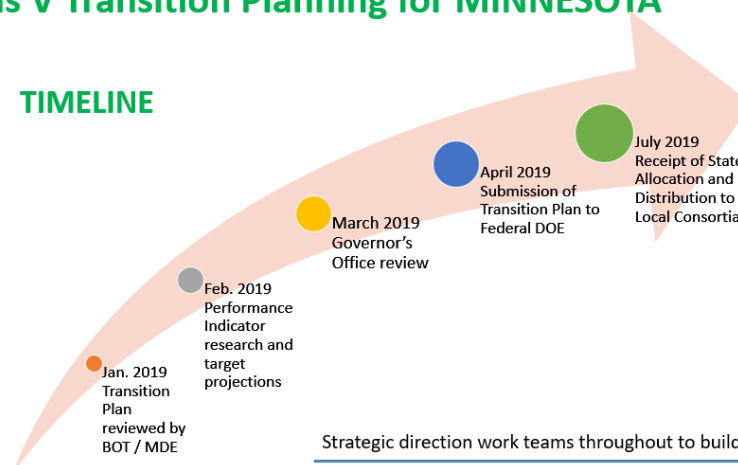 V Transition Planning for MINNESOTA
TIMELINE
Jan. 2019
Transition
Plan
reviewed by
BOT / MDE
Feb. 2019
Performance
Indicator
research and
target
projections
March 2019
Governor's
Office review
April 2019
Submission of
Transition Plan to
Federal DOE
July 2019
Receipt of State
Allocation and
Distribution to
Local Consortia
Strategic direction work teams throughout to build